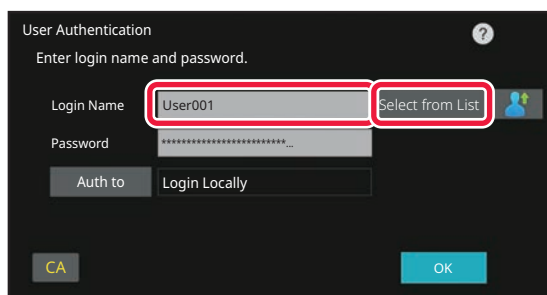 User Authentication
?
Enter login name and password.
Login Name User001 Select from List
Password **************************...
Auth to Login Locally
CA OK